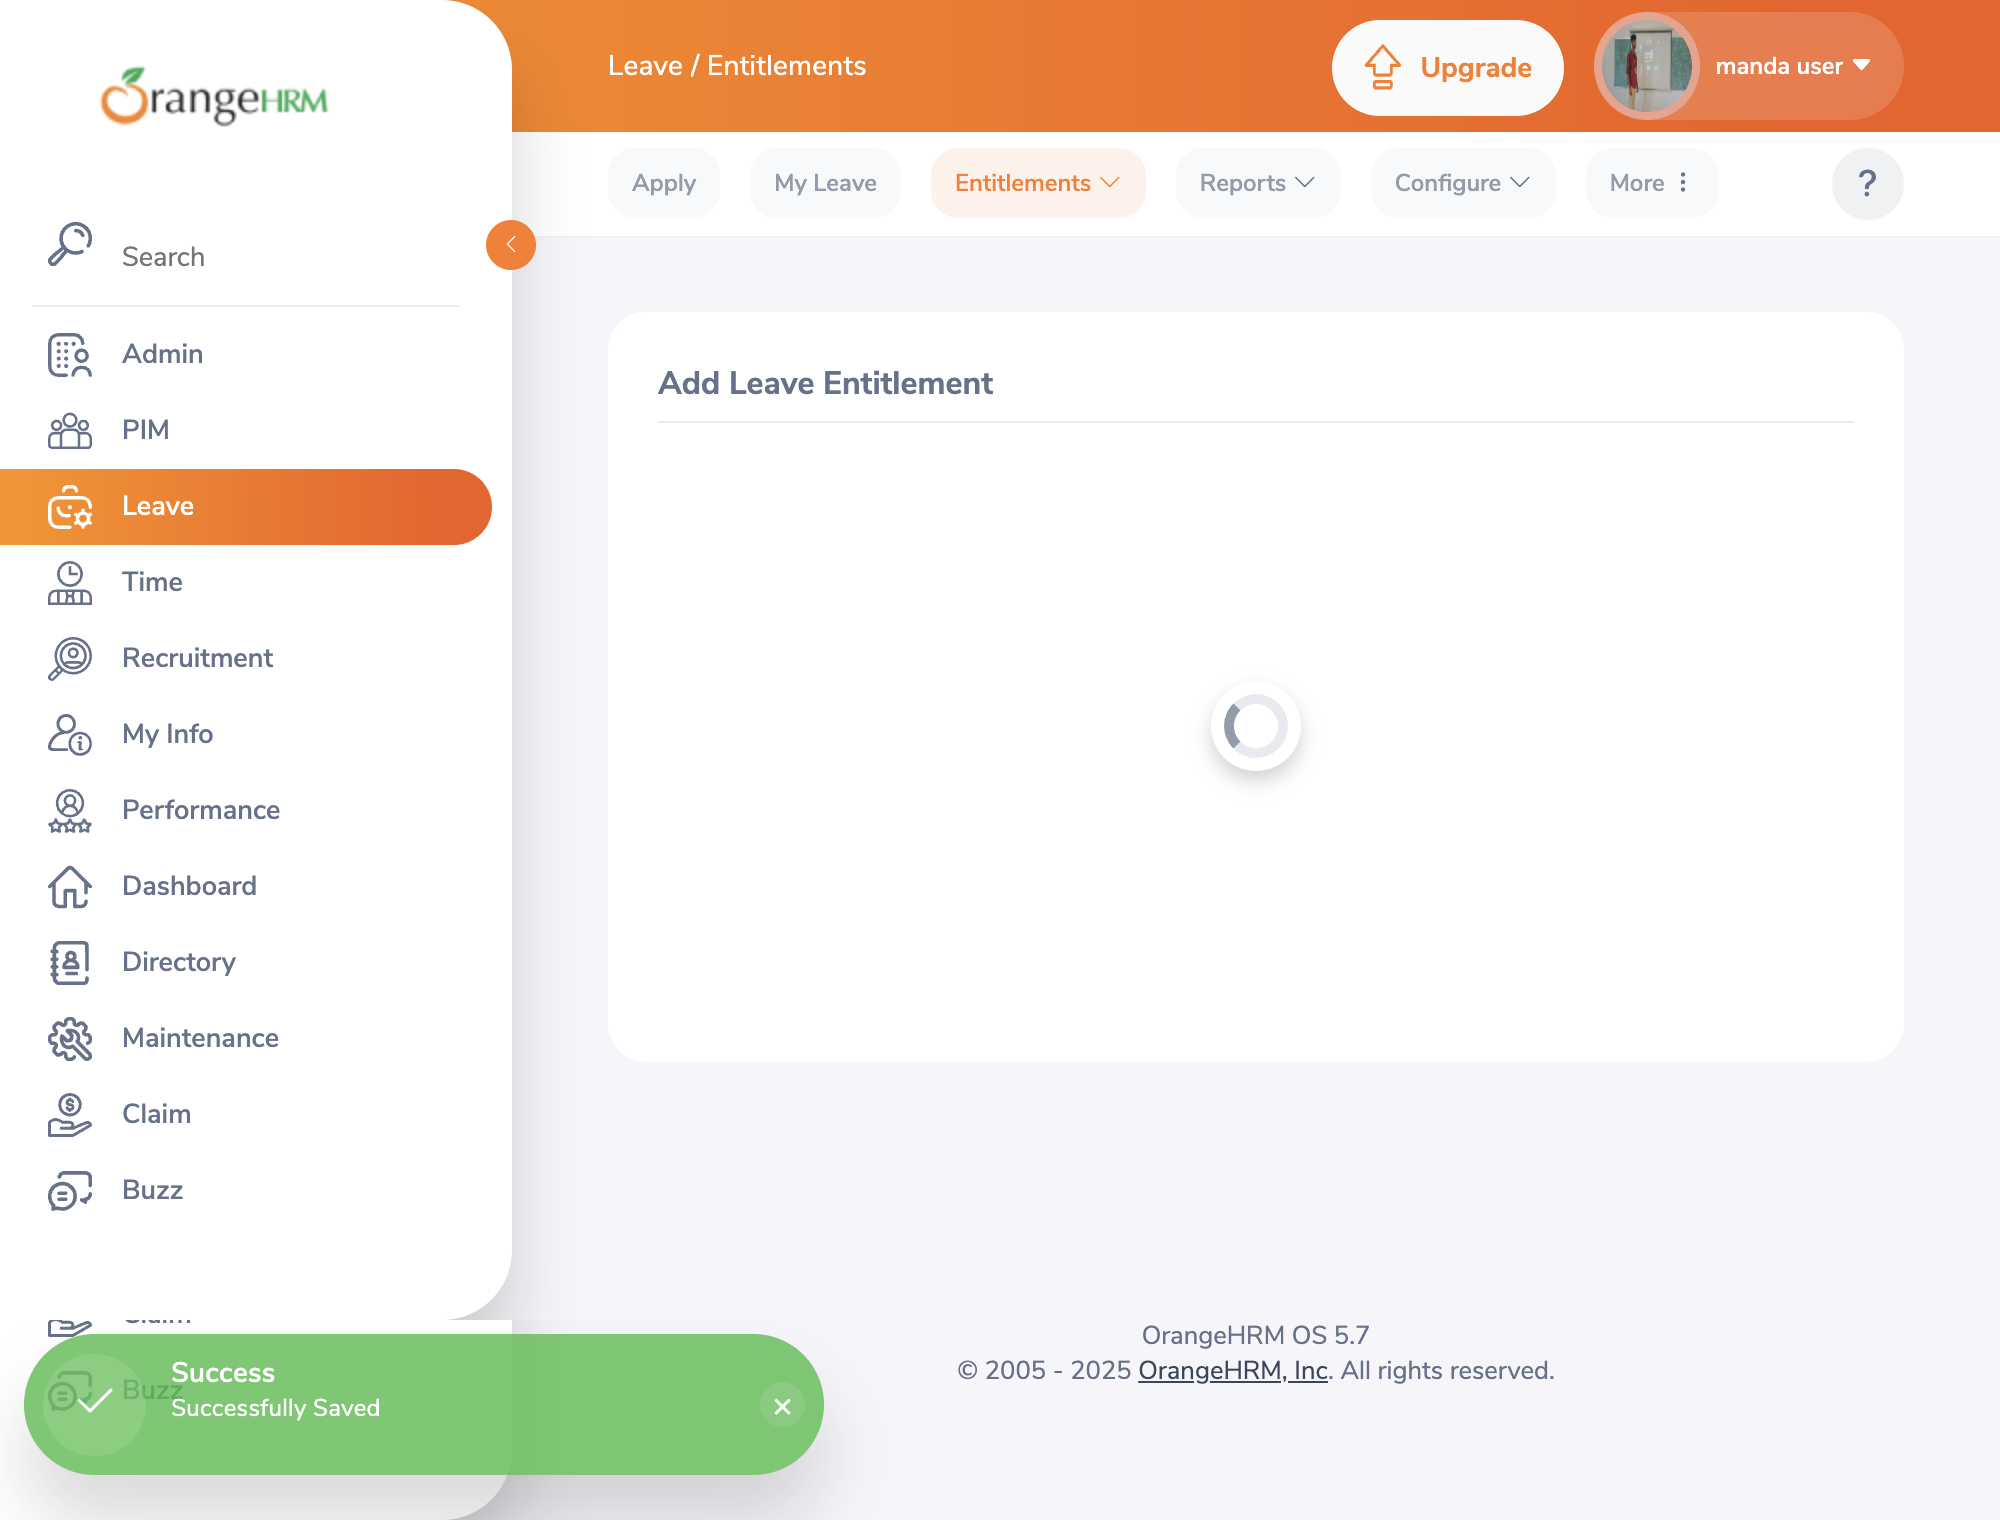 OrangeHRM
Leave / Entitlements
Upgrade
manda user
Apply
My Leave
Entitlements
Reports
Configure
More
?
Search
Admin
PIM
Leave
Time
Recruitment
My Info
Performance
Dashboard
Directory
Maintenance
Claim
Buzz
Add Leave Entitlement
Claim
Buzz
Success
Successfully Saved
OrangeHRM OS 5.7
© 2005 - 2025 OrangeHRM, Inc. All rights reserved.